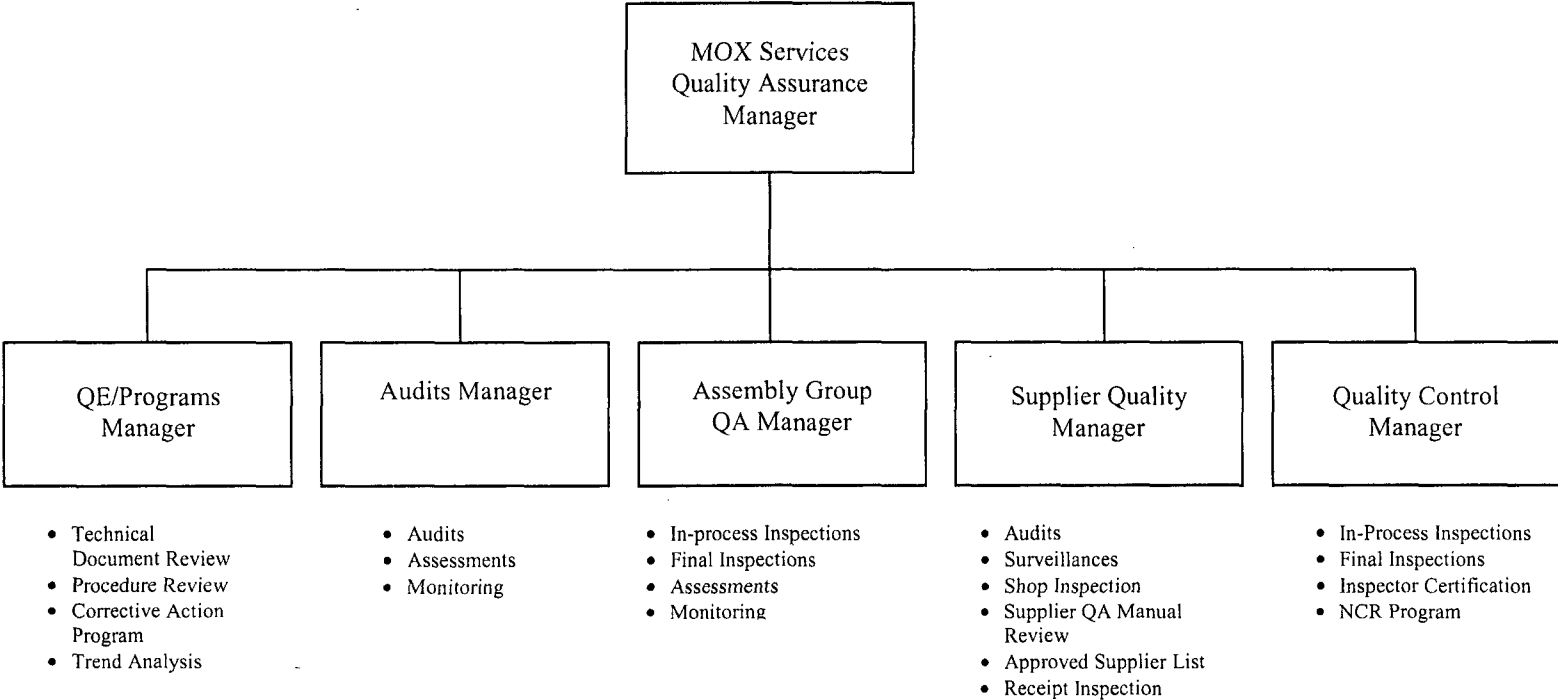 MOX Services
Quality Assurance
Manager
QE/Programs
Manager
Audits Manager
Assembly Group
QA Manager
Supplier Quality
Manager
Quality Control
Manager
• Technical
Document Review
• Procedure Review
• Corrective Action
Program
• Trend Analysis
• Audits
• Assessments
• Monitoring
• In-process Inspections
• Final Inspections
• Assessments
• Monitoring
• Audits
• Surveillances
• Shop Inspection
• Supplier QA Manual
Review
• Approved Supplier List
• Receipt Inspection
• In-Process Inspections
• Final Inspections
• Inspector Certification
• NCR Program